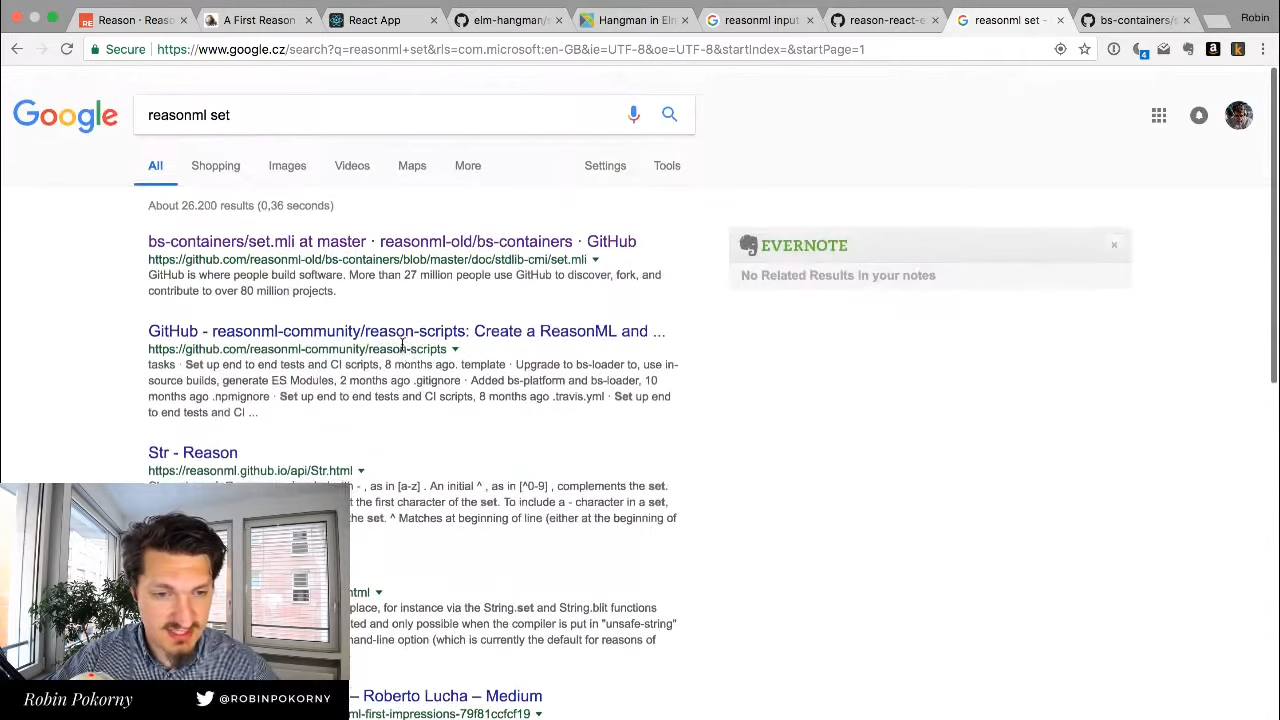 Reason · Reason
A First Reason
React App
elm-hangman/s
Hangman in Elm
reasonml input
reason-react-e
reasonml set -
bs-containers/s
Robin
Secure
https://www.google.cz/search?q=reasonml+set&rls=com.microsoft:en-GB&ie=UTF-8&oe=UTF-8&startIndex=&startPage=1
4
Google
reasonml set
All Shopping Images Videos Maps More Settings Tools
About 26.200 results (0,36 seconds)
bs-containers/set.mli at master · reasonml-old/bs-containers · GitHub
https://github.com/reasonml-old/bs-containers/blob/master/doc/stdlib-cmi/set.mli
GitHub is where people build software. More than 27 million people use GitHub to discover, fork, and
contribute to over 80 million projects.
EVERNOTE
No Related Results in your notes
GitHub - reasonml-community/reason-scripts: Create a ReasonML and ...
https://github.com/reasonml-community/reason-scripts
tasks · Set up end to end tests and CI scripts, 8 months ago. template · Upgrade to bs-loader to, use in-
source builds, generate ES Modules, 2 months ago .gitignore · Added bs-platform and bs-loader, 10
months ago .npmignore · Set up end to end tests and CI scripts, 8 months ago .travis.yml · Set up end
to end tests and CI ...
Str - Reason
https://reasonml.github.io/api/Str.html
- , as in [a-z] . An initial ^ , as in [^0-9] , complements the set.
t the first character of the set. To include a - character in a set,
the set. ^ Matches at beginning of line (either at the beginning of
html
place, for instance via the String.set and String.blit functions
ted and only possible when the compiler is put in "unsafe-string"
mand-line option (which is currently the default for reasons of
– Roberto Lucha – Medium
ml-first-impressions-79f81ccfcf19
Robin Pokorny
@ROBINPOKORNY